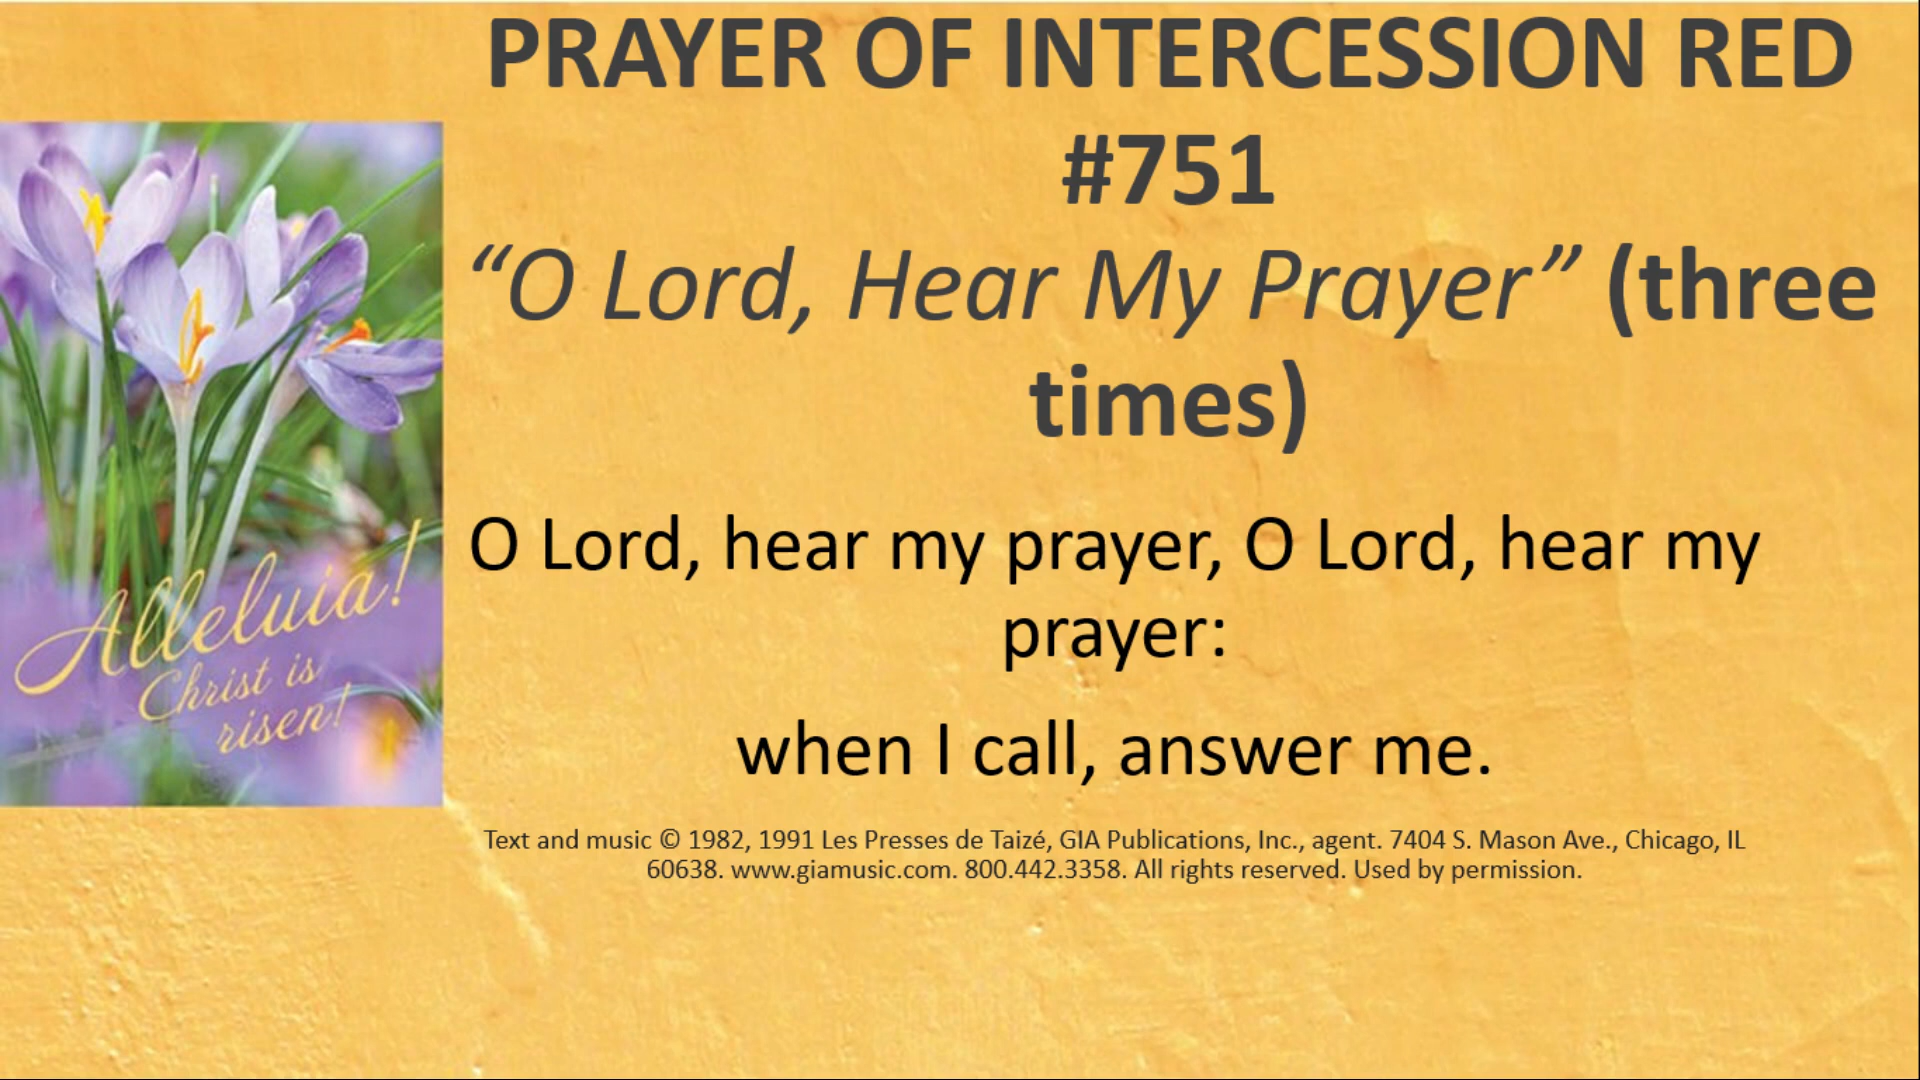 PRAYER OF INTERCESSION RED
#751
“O Lord, Hear My Prayer” (three
times)
O Lord, hear my prayer, O Lord, hear my
prayer:
when I call, answer me.
Text and music © 1982, 1991 Les Presses de Taizé, GIA Publications, Inc., agent. 7404 S. Mason Ave., Chicago, IL
60638. www.giamusic.com. 800.442.3358. All rights reserved. Used by permission.
Alleluia!
Christ is
risen!